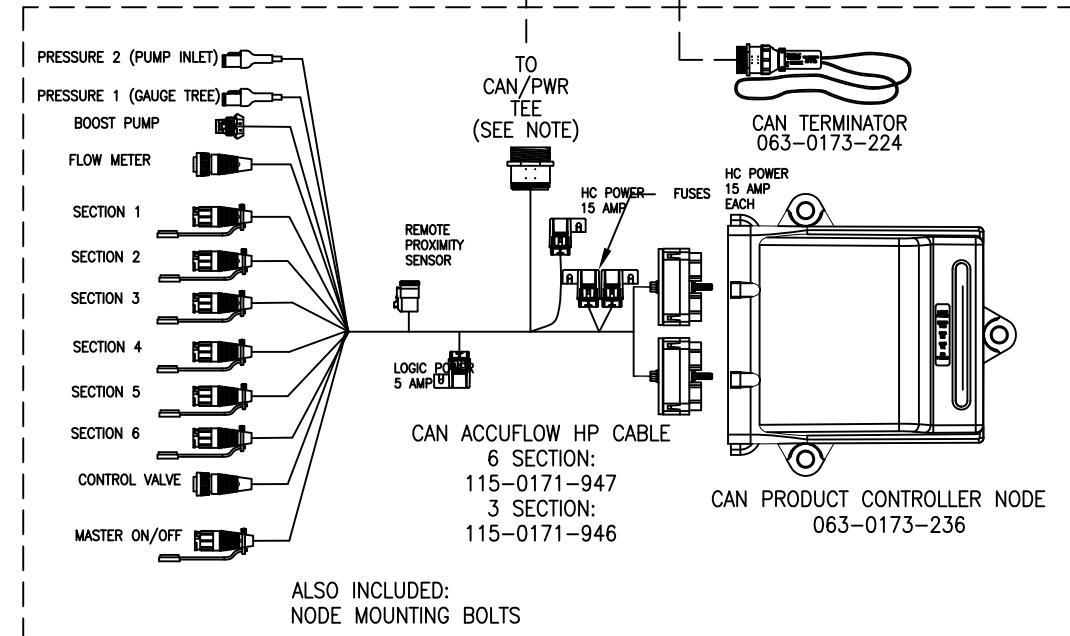 PRESSURE 2 (PUMP INLET)
PRESSURE 1 (GAUGE TREE)
BOOST PUMP
FLOW METER
SECTION 1
SECTION 2
SECTION 3
SECTION 4
SECTION 5
SECTION 6
CONTROL VALVE
MASTER ON/OFF
TO
CAN/PWR
TEE
(SEE NOTE)
CAN TERMINATOR
063-0173-224
HC POWER
15 AMP
FUSES
HC POWER
15 AMP
EACH
REMOTE
PROXIMITY
SENSOR
LOGIC POWER
5 AMP
CAN ACCUFLOW HP CABLE
6 SECTION:
115-0171-947
3 SECTION:
115-0171-946
CAN PRODUCT CONTROLLER NODE
063-0173-236
ALSO INCLUDED:
NODE MOUNTING BOLTS